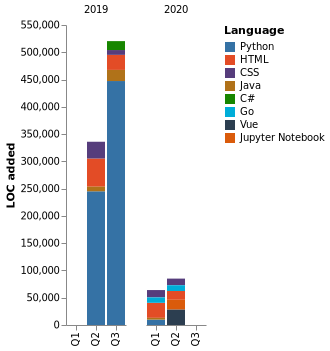 2019
2020
550,000
500,000
450,000
400,000
350,000
300,000
250,000
200,000
150,000
100,000
50,000
0
LOC added
Q1
Q2
Q3
Q1
Q2
Q3
Language
Python
HTML
CSS
Java
C#
Go
Vue
Jupyter Notebook